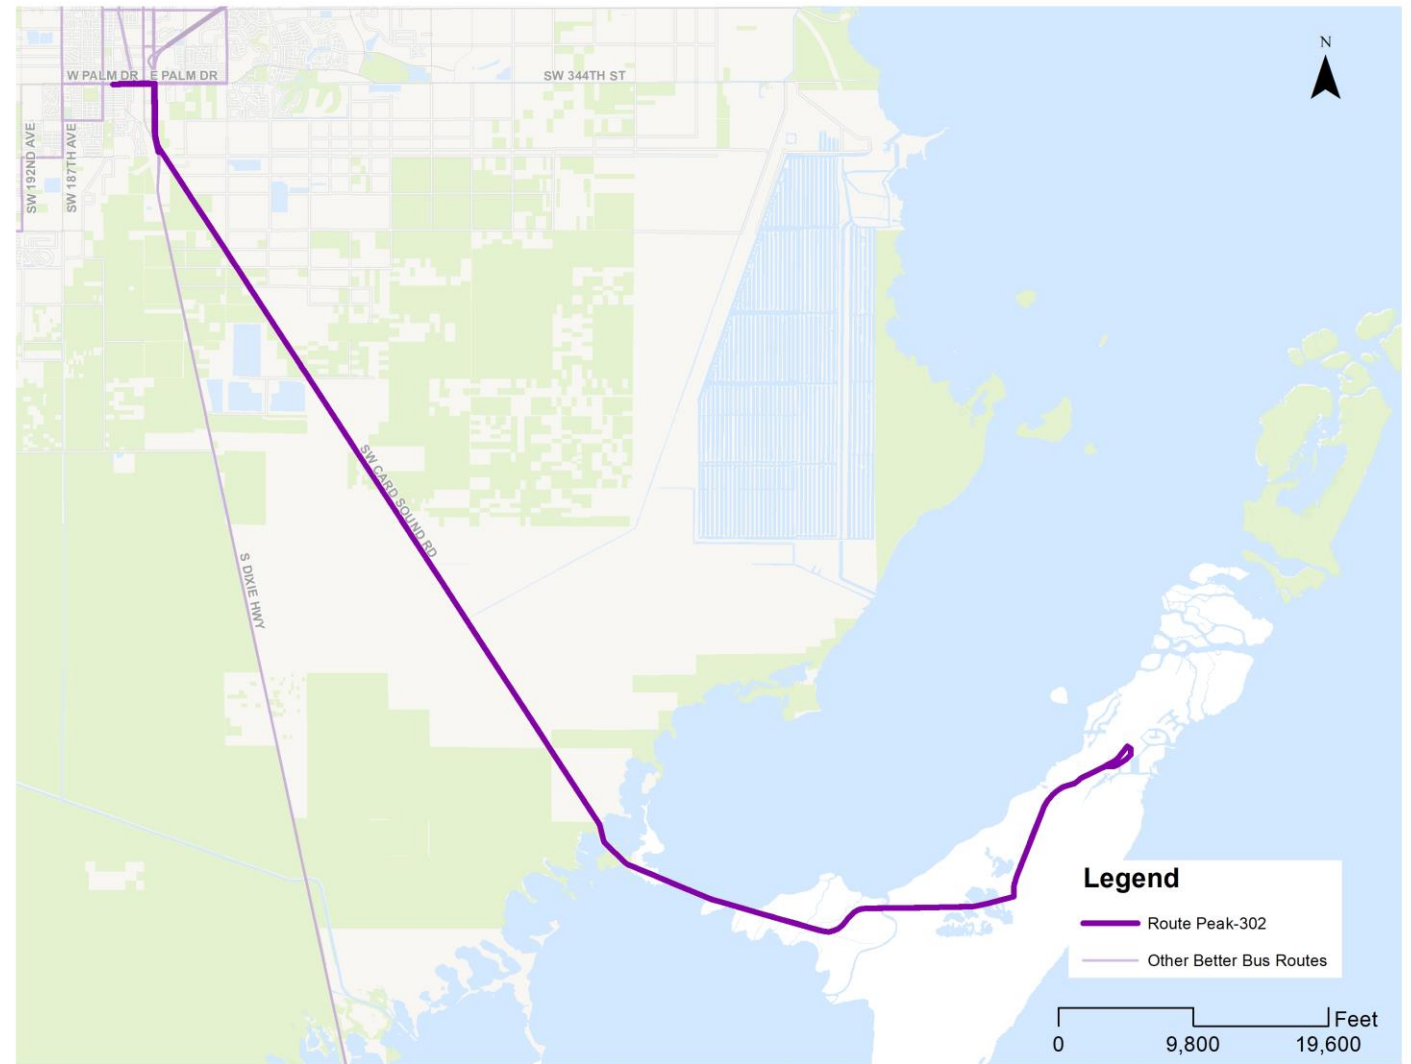 N
W PALM DR
E PALM DR
SW 344TH ST
SW 192ND AVE
SW 187TH AVE
SW CARD SOUND RD
S DIXIE HWY
Legend
Route Peak-302
Other Better Bus Routes
Feet
0
9,800
19,600